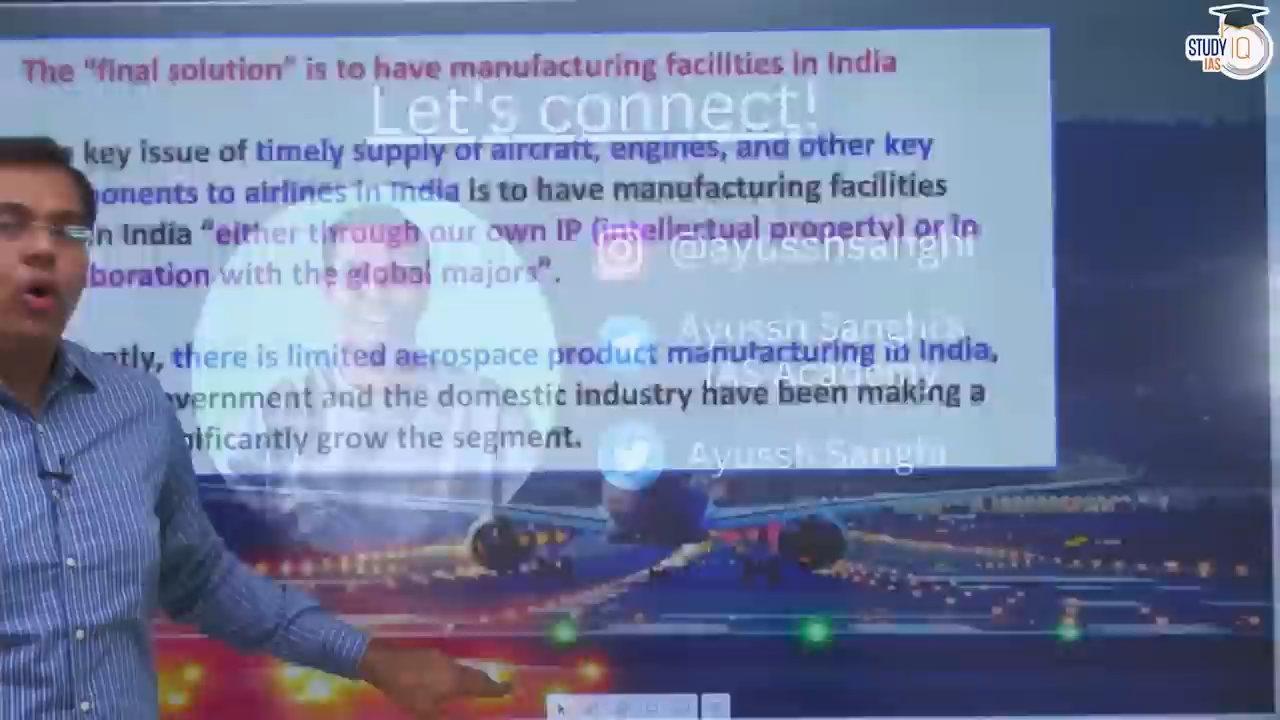 STUDY IQ
IAS
The "final solution" is to have manufacturing facilities in India
Let's connect!
key issue of timely supply of aircraft, engines, and other key
ponents to airlines in India is to have manufacturing facilities
n India "either through our own IP (intellectual property) or in
boration with the global majors".
@ayusshsanghi
ntly, there is limited aerospace product manufacturing in India,
Ayussh Sanghi's
IAS Academy
vernment and the domestic industry have been making a
nificantly grow the segment.
Ayussh Sanghi